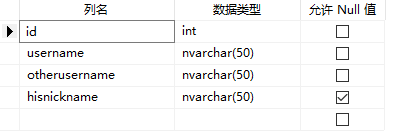 列名 数据类型 允许 Null 值
id int
username nvarchar(50)
otherusername nvarchar(50)
hisnickname nvarchar(50)